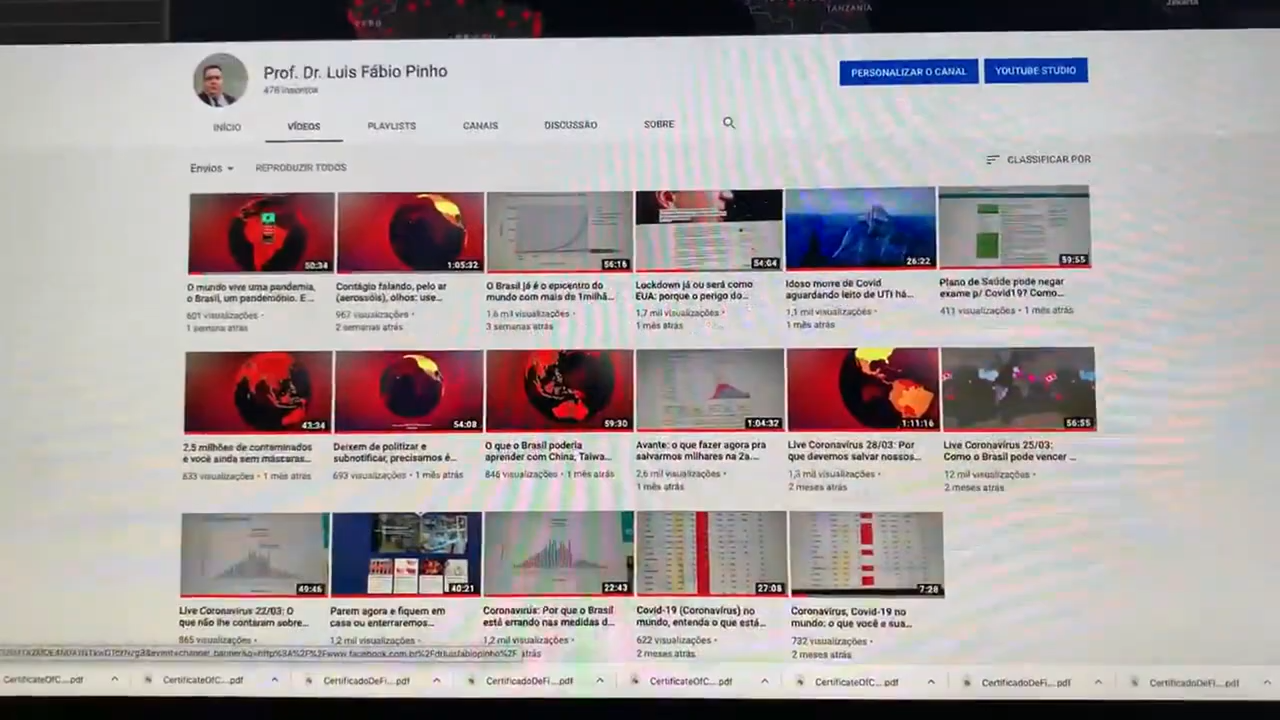 TANZANIA
Prof. Dr. Luis Fábio Pinho
PERSONALIZAR O CANAL
YOUTUBE STUDIO
476 inscritos
INÍCIO
VÍDEOS
PLAYLISTS
CANAIS
DISCUSSÃO
SOBRE
Envios
REPRODUZIR TODOS
CLASSIFICAR POR
50:34
1:05:32
56:16
54:04
26:22
59:55
O mundo vive uma pandemia,
o Brasil, um pandemônio. E ...
601 visualizações •
1 semana atrás
Contágio falando, pelo ar
(aerossóis), olhos: use...
967 visualizações •
2 semanas atrás
O Brasil já é o epicentro do
mundo com mais de 1milhã...
1,6 mil visualizações •
3 semanas atrás
Lockdown já ou será como
EUA: porque o perigo do...
1,7 mil visualizações •
1 mês atrás
Idoso morre de Covid
aguardando leito de UTI há...
1,1 mil visualizações •
1 mês atrás
Plano de Saúde pode negar
exame p/ Covid19? Como...
411 visualizações • 1 mês atrás
43:34
54:08
59:30
1:04:32
1:11:16
56:55
2,5 milhões de contaminados
e você ainda sem máscaras...
633 visualizações • 1 mês atrás
Deixem de politizar e
subnotificar, precisamos é...
693 visualizações • 1 mês atrás
O que o Brasil poderia
aprender com China, Taiwa...
846 visualizações • 1 mês atrás
Avante: o que fazer agora pra
salvarmos milhares na 2a....
2,6 mil visualizações •
1 mês atrás
Live Coronavírus 28/03: Por
que devemos salvar nossos...
1,3 mil visualizações •
2 meses atrás
Live Coronavírus 25/03:
Como o Brasil pode vencer ...
12 mil visualizações •
2 meses atrás
49:46
40:21
22:43
27:08
7:28
Live Coronavírus 22/03: O
que não lhe contaram sobre...
865 visualizações •
Parem agora e fiquem em
casa ou enterraremos...
1,2 mil visualizações •
Coronavírus: Por que o Brasil
está errando nas medidas d...
1,2 mil visualizações •
atrás
Covid-19 (Coronavírus) no
mundo, entenda o que está...
622 visualizações •
2 meses atrás
Coronavírus, Covid-19 no
mundo: o que você e sua...
732 visualizações •
2 meses atrás
CertificateOfC....pdf
CertificateOfC....pdf
CertificadoDeFi....pdf
CertificadoDeFi....pdf
CertificateOfC....pdf
CertificateOfC....pdf
CertificadoDeFi....pdf
CertificadoDeFi....pdf